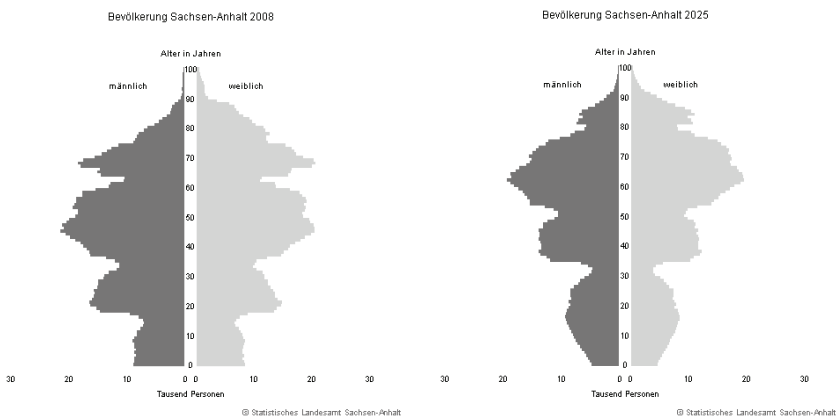 Bevölkerung Sachsen-Anhalt 2008
Alter in Jahren
männlich
weiblich
100
90
80
70
60
50
40
30
20
10
0
30 20 10 0 0 10 20 30
Tausend Personen
© Statistisches Landesamt Sachsen-Anhalt
Bevölkerung Sachsen-Anhalt 2025
Alter in Jahren
männlich
weiblich
100
90
80
70
60
50
40
30
20
10
0
30 20 10 0 0 10 20 30
Tausend Personen
© Statistisches Landesamt Sachsen-Anhalt